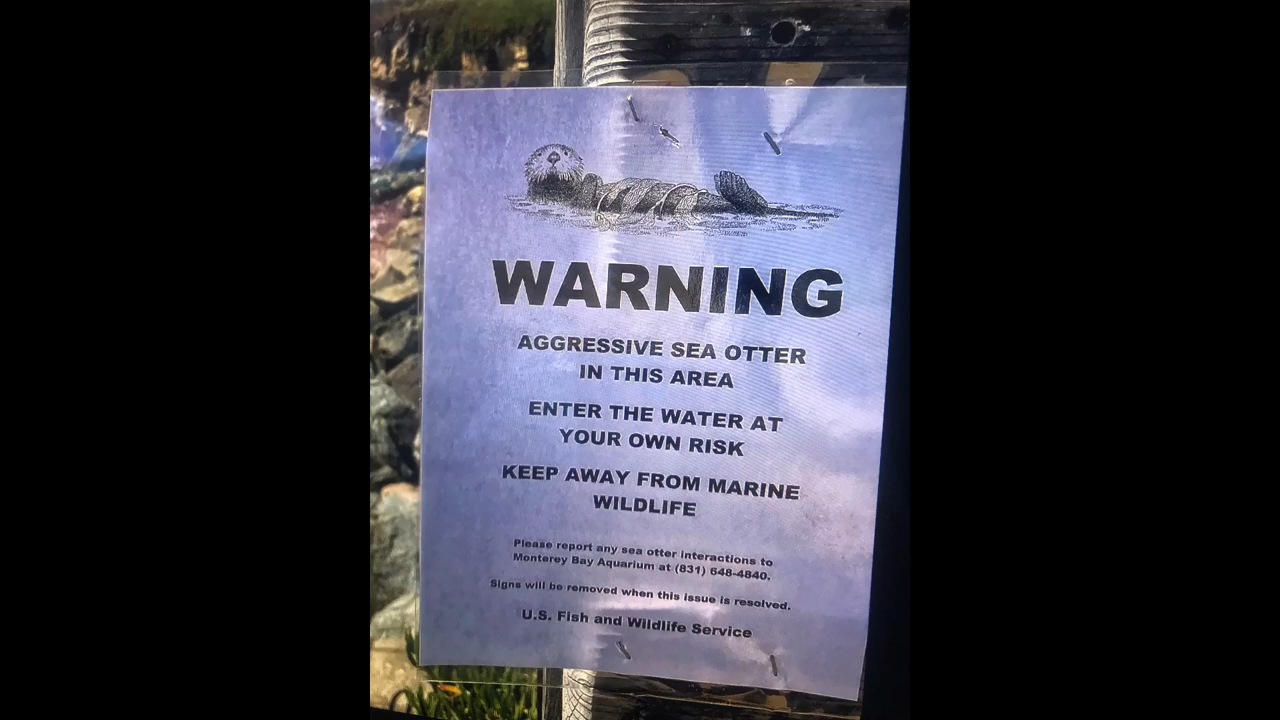 WARNING
AGGRESSIVE SEA OTTER
IN THIS AREA
ENTER THE WATER AT
YOUR OWN RISK
KEEP AWAY FROM MARINE
WILDLIFE
Please report any sea otter interactions to
Monterey Bay Aquarium at (831) 648-4840.
Signs will be removed when this issue is resolved.
U.S. Fish and Wildlife Service